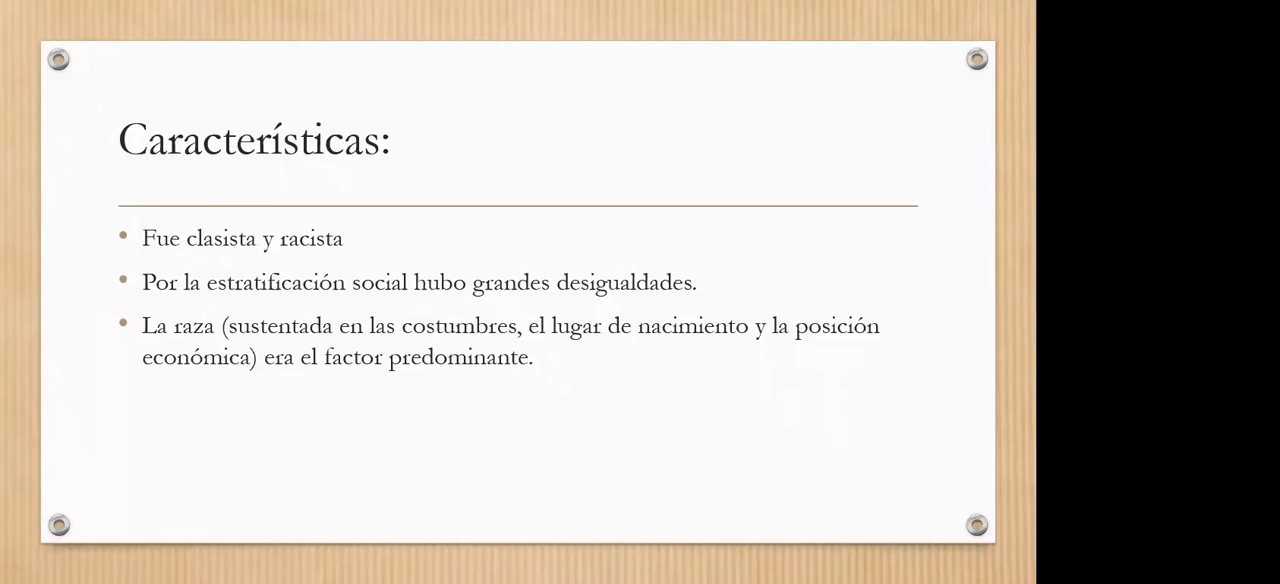 Características:
• Fue clasista y racista
• Por la estratificación social hubo grandes desigualdades.
• La raza (sustentada en las costumbres, el lugar de nacimiento y la posición
económica) era el factor predominante.